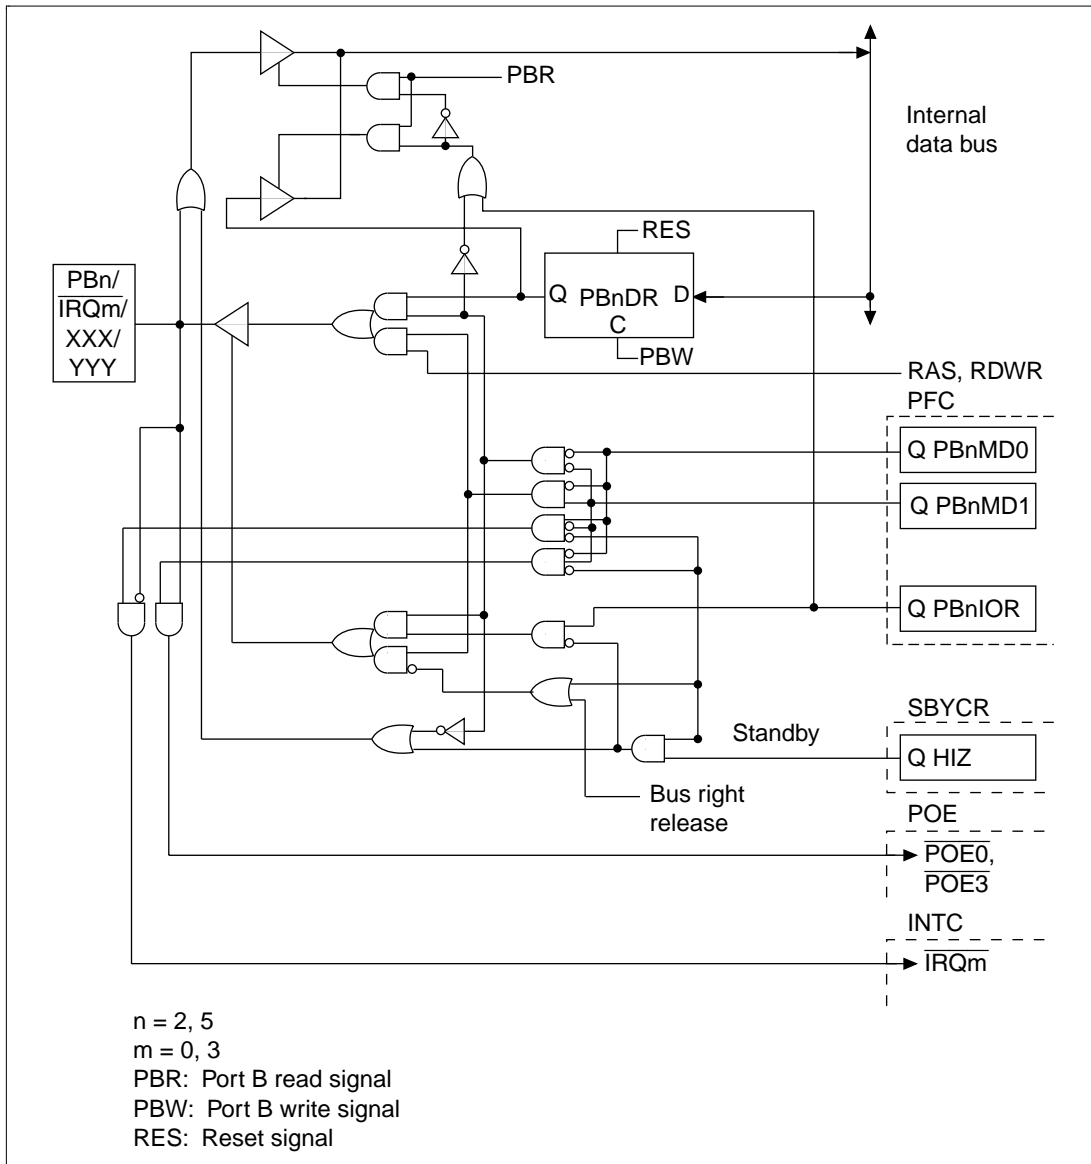 PBR
Internal
data bus
RES
PBn/
IRQm/
XXX/
YYY
Q PBnDR D
C
PBW
RAS, RDWR
PFC
Q PBnMD0
Q PBnMD1
Q PBnIOR
SBYCR
Standby
Q HIZ
Bus right
release
POE
POE0,
POE3
INTC
IRQm
n = 2, 5
m = 0, 3
PBR: Port B read signal
PBW: Port B write signal
RES: Reset signal